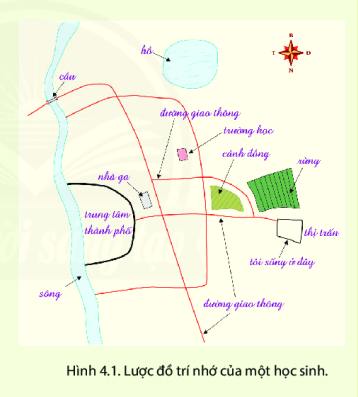 hồ
B
T
Đ
N
cầu
đường giao thông
trường học
cánh đồng
rừng
nhà ga
trung tâm
thành phố
thị trấn
tôi sống ở đây
sông
đường giao thông
Hình 4.1. Lược đồ trí nhớ của một học sinh.